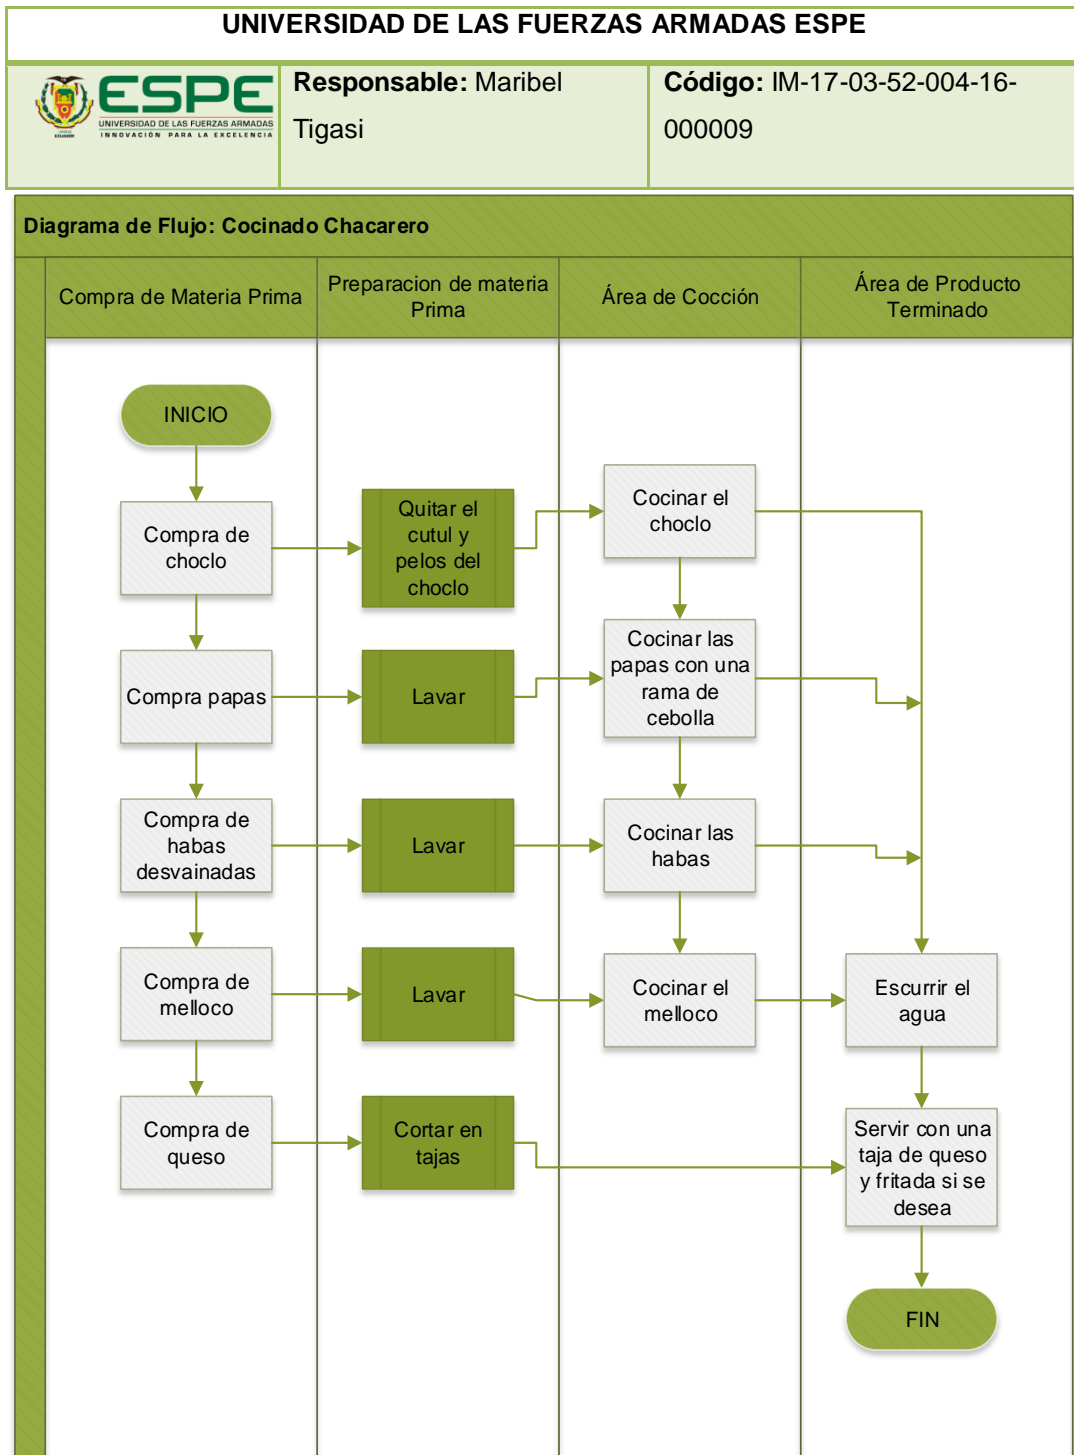 UNIVERSIDAD DE LAS FUERZAS ARMADAS ESPE
ESPE
UNIVERSIDAD DE LAS FUERZAS ARMADAS
INNOVACIÓN PARA LA EXCELENCIA
Responsable: Maribel
Tigasi
Código: IM-17-03-52-004-16-
000009
Diagrama de Flujo: Cocinado Chacarero
Compra de Materia Prima
Preparacion de materia
Prima
Área de Cocción
Área de Producto
Terminado
INICIO
Compra de
choclo
Quitar el
cutul y
pelos del
choclo
Cocinar el
choclo
Compra papas
Lavar
Cocinar las
papas con una
rama de
cebolla
Compra de
habas
desvainadas
Lavar
Cocinar las
habas
Compra de
melloco
Lavar
Cocinar el
melloco
Escurrir el
agua
Compra de
queso
Cortar en
tajas
Servir con una
taja de queso
y fritada si se
desea
FIN